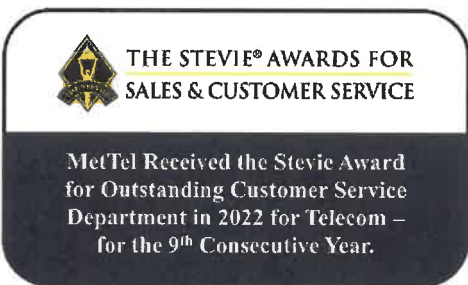 THE STEVIE® AWARDS FOR
SALES & CUSTOMER SERVICE
MetTel Received the Stevie Award
for Outstanding Customer Service
Department in 2022 for Telecom –
for the 9th Consecutive Year.